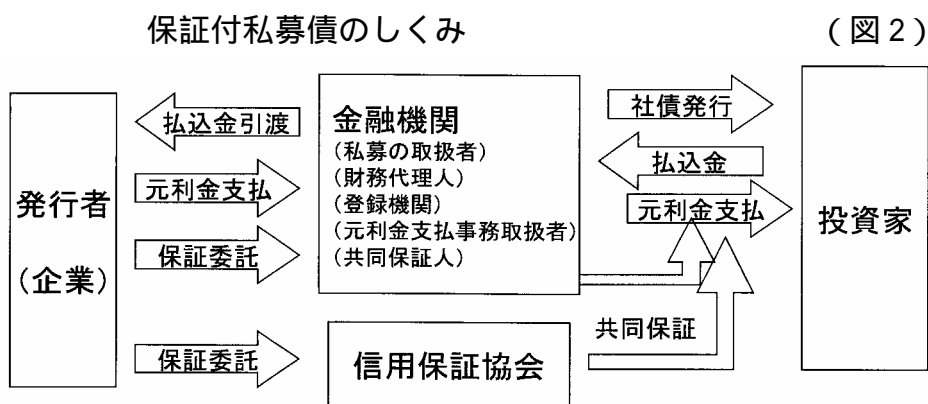 保証付私募債のしくみ
(図2)
発行者
(企業)
払込金引渡
元利金支払
保証委託
保証委託
金融機関
(私募の取扱者)
(財務代理人)
(登録機関)
(元利金支払事務取扱者)
(共同保証人)
信用保証協会
社債発行
払込金
元利金支払
共同保証
投資家